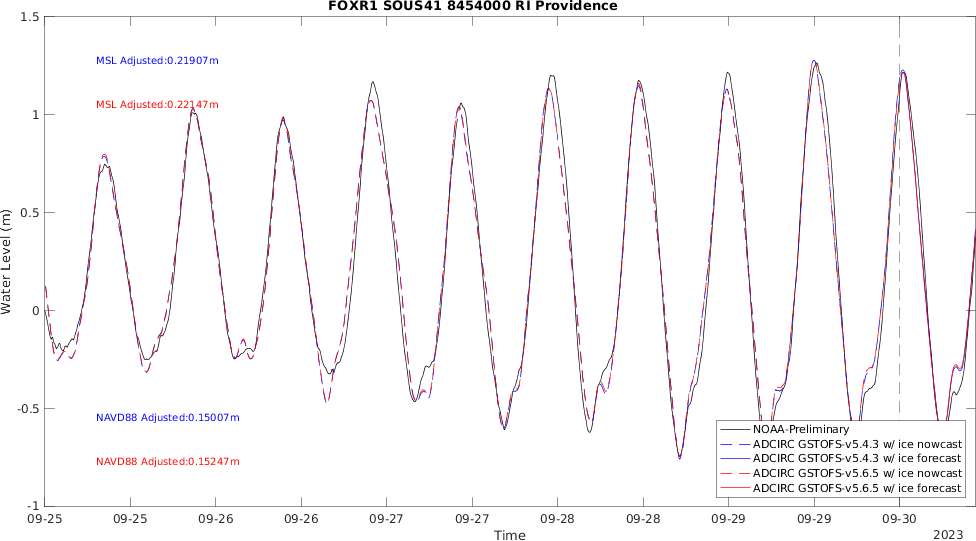 FOXR1 SOUS41 8454000 RI Providence
1.5
MSL Adjusted:0.21907m
MSL Adjusted:0.22147m
1
0.5
Water Level (m)
0
-0.5
NAVD88 Adjusted:0.15007m
NAVD88 Adjusted:0.15247m
NOAA-Preliminary
ADCIRC GSTOFS-v5.4.3 w/ ice nowcast
ADCIRC GSTOFS-v5.4.3 w/ ice forecast
ADCIRC GSTOFS-v5.6.5 w/ ice nowcast
ADCIRC GSTOFS-v5.6.5 w/ ice forecast
-1
09-25 09-25 09-26 09-26 09-27 09-27 09-28 09-28 09-29 09-29 09-30
Time
2023